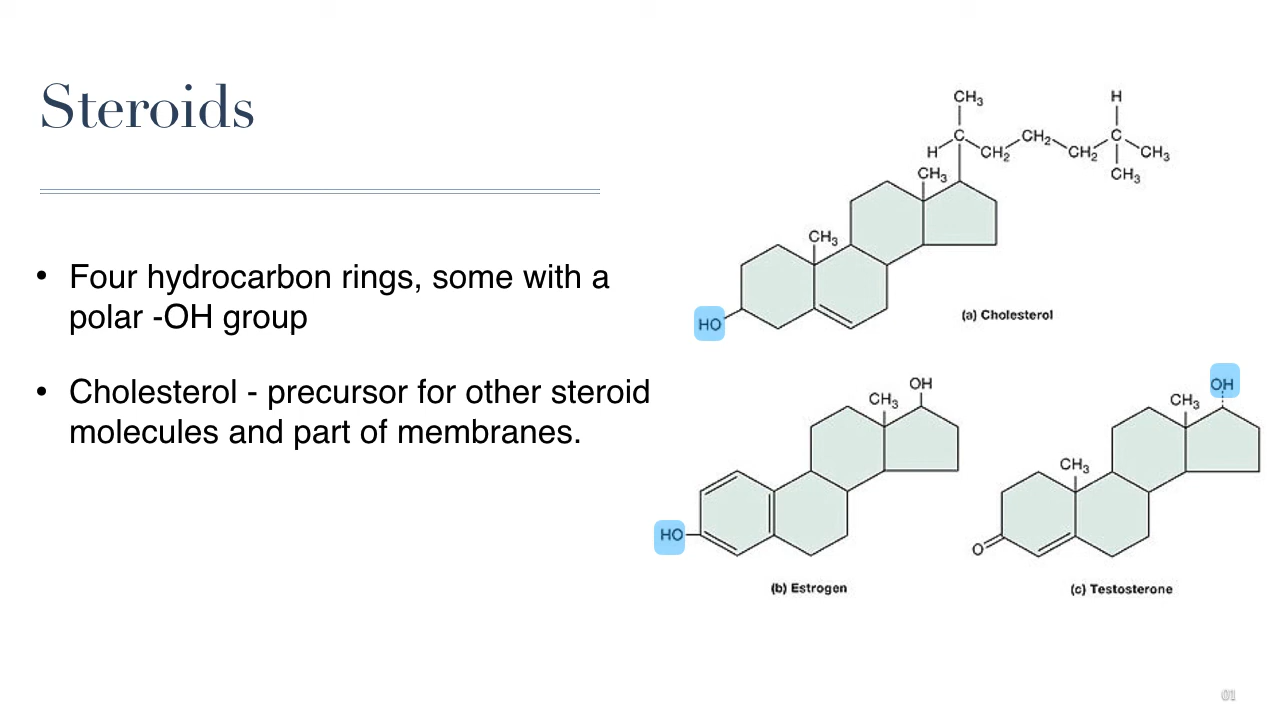 Steroids
• Four hydrocarbon rings, some with a
polar -OH group
• Cholesterol - precursor for other steroid
molecules and part of membranes.
CH₃
H
H
C
CH₂
CH₂
CH₂
C
CH₃
CH₃
CH₃
CH₃
HO
(a) Cholesterol
OH
CH₃
HO
(b) Estrogen
OH
CH₃
CH₃
O
(c) Testosterone
01